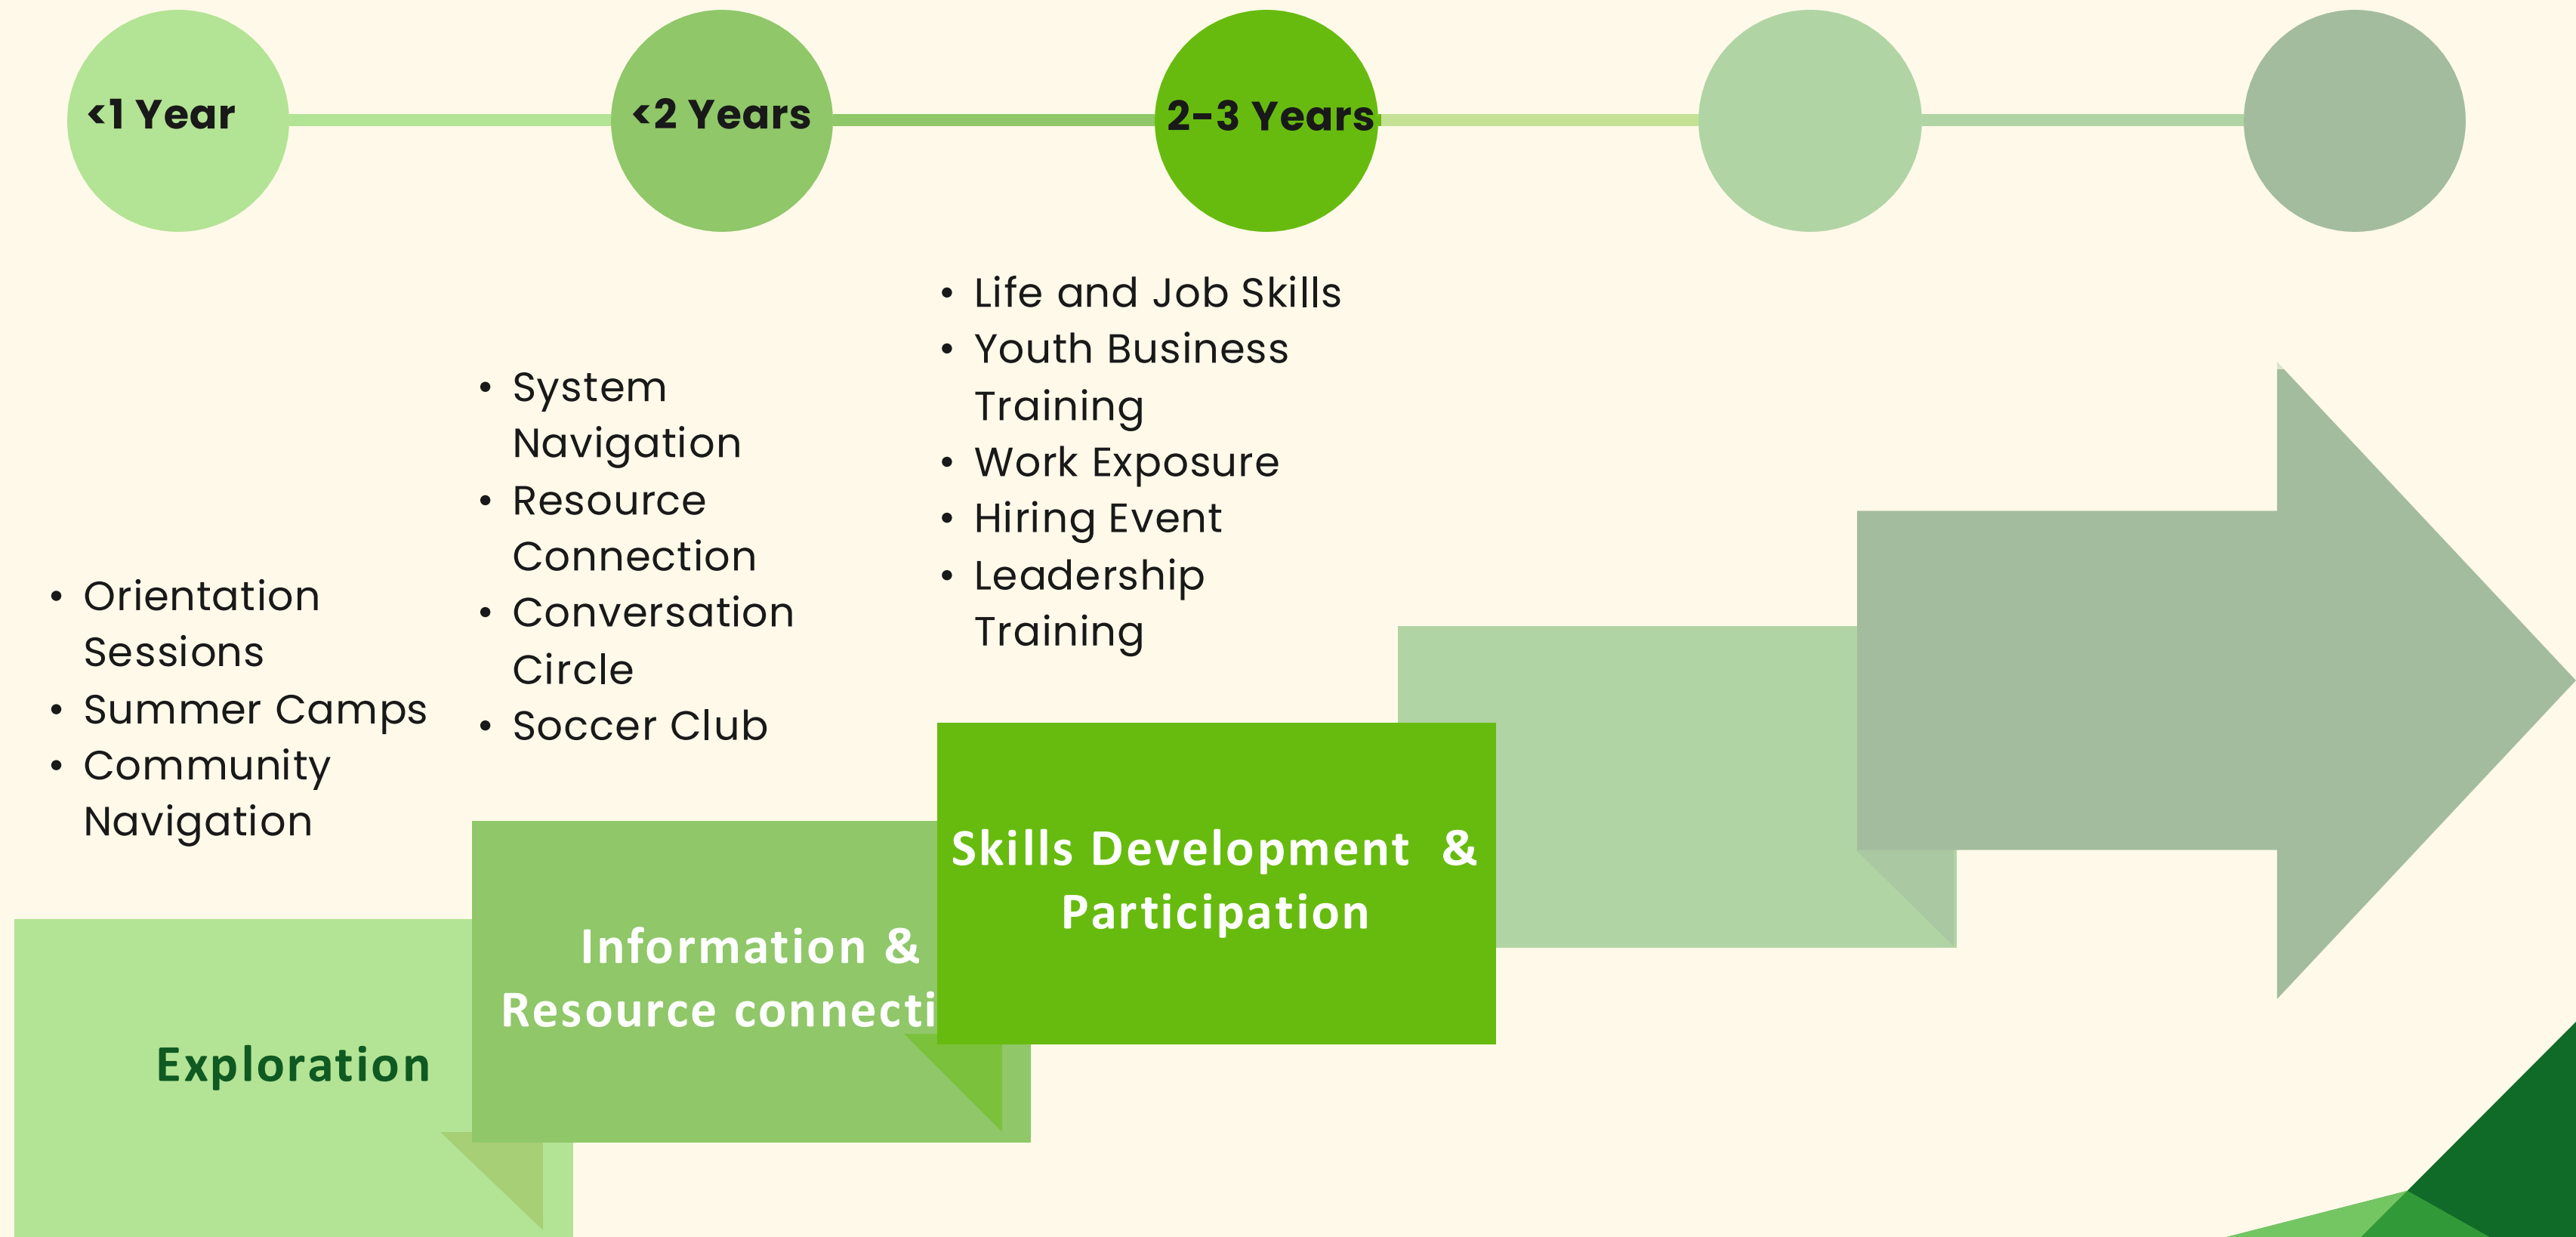 <1 Year
<2 Years
2-3 Years
• Life and Job Skills
• Youth Business
Training
• Work Exposure
• Hiring Event
• Leadership
Training
• System
Navigation
• Resource
Connection
• Conversation
Circle
• Soccer Club
• Orientation
Sessions
• Summer Camps
• Community
Navigation
Exploration
Information &
Resource connecti
Skills Development &
Participation